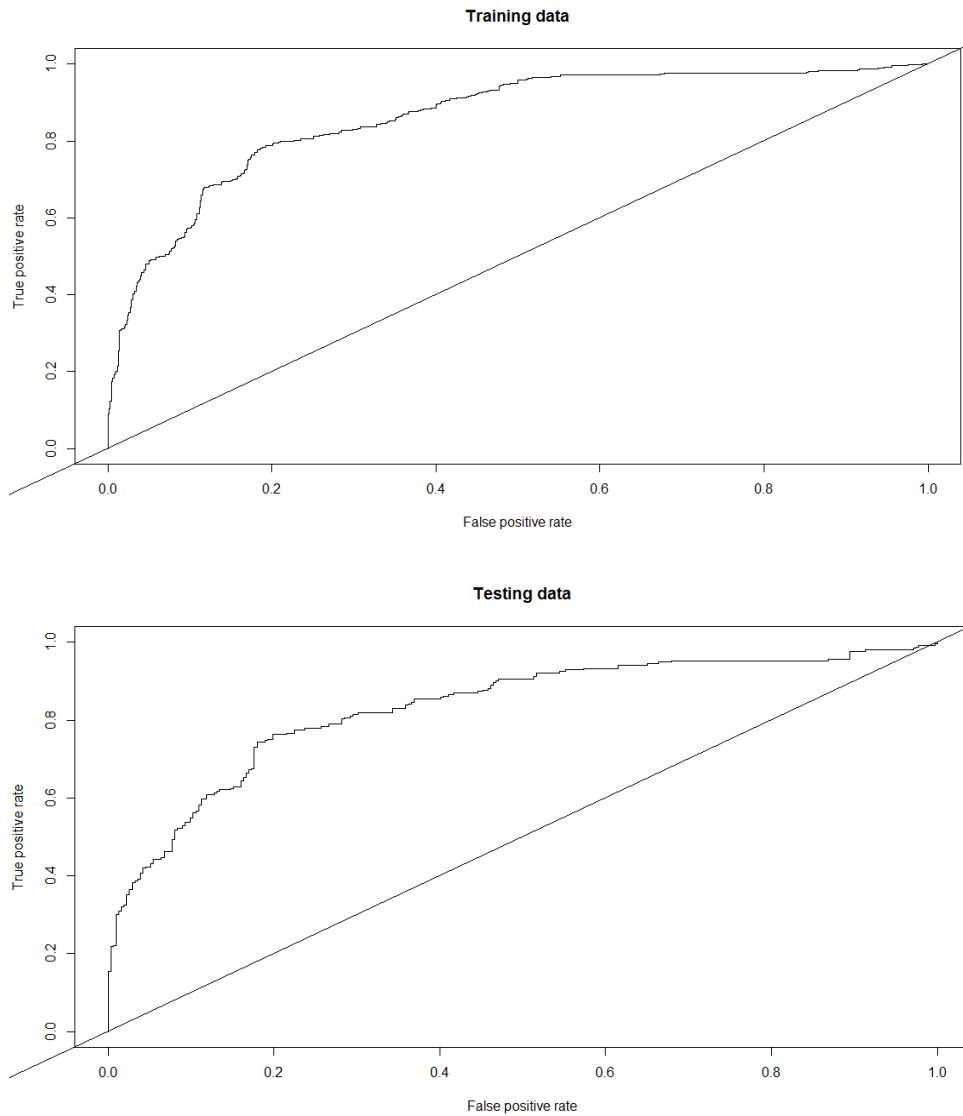 Training data
True positive rate
1.0
0.8
0.6
0.4
0.2
0.0
0.0 0.2 0.4 0.6 0.8 1.0
False positive rate
Testing data
True positive rate
1.0
0.8
0.6
0.4
0.2
0.0
0.0 0.2 0.4 0.6 0.8 1.0
False positive rate